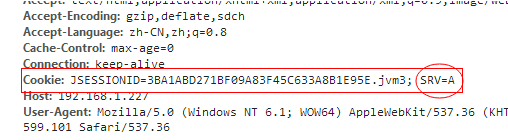 Accept: text/html,application/xhtml+xml,application/xml;q=0.9,image/we
Accept-Encoding: gzip,deflate,sdch
Accept-Language: zh-CN,zh;q=0.8
Cache-Control: max-age=0
Connection: keep-alive
Cookie: JSESSIONID=3BA1ABD271BF09A83F45C633A8B1E95E.jvm3; SRV=A
Host: 192.168.1.227
User-Agent: Mozilla/5.0 (Windows NT 6.1; WOW64) AppleWebKit/537.36 (KHT
599.101 Safari/537.36